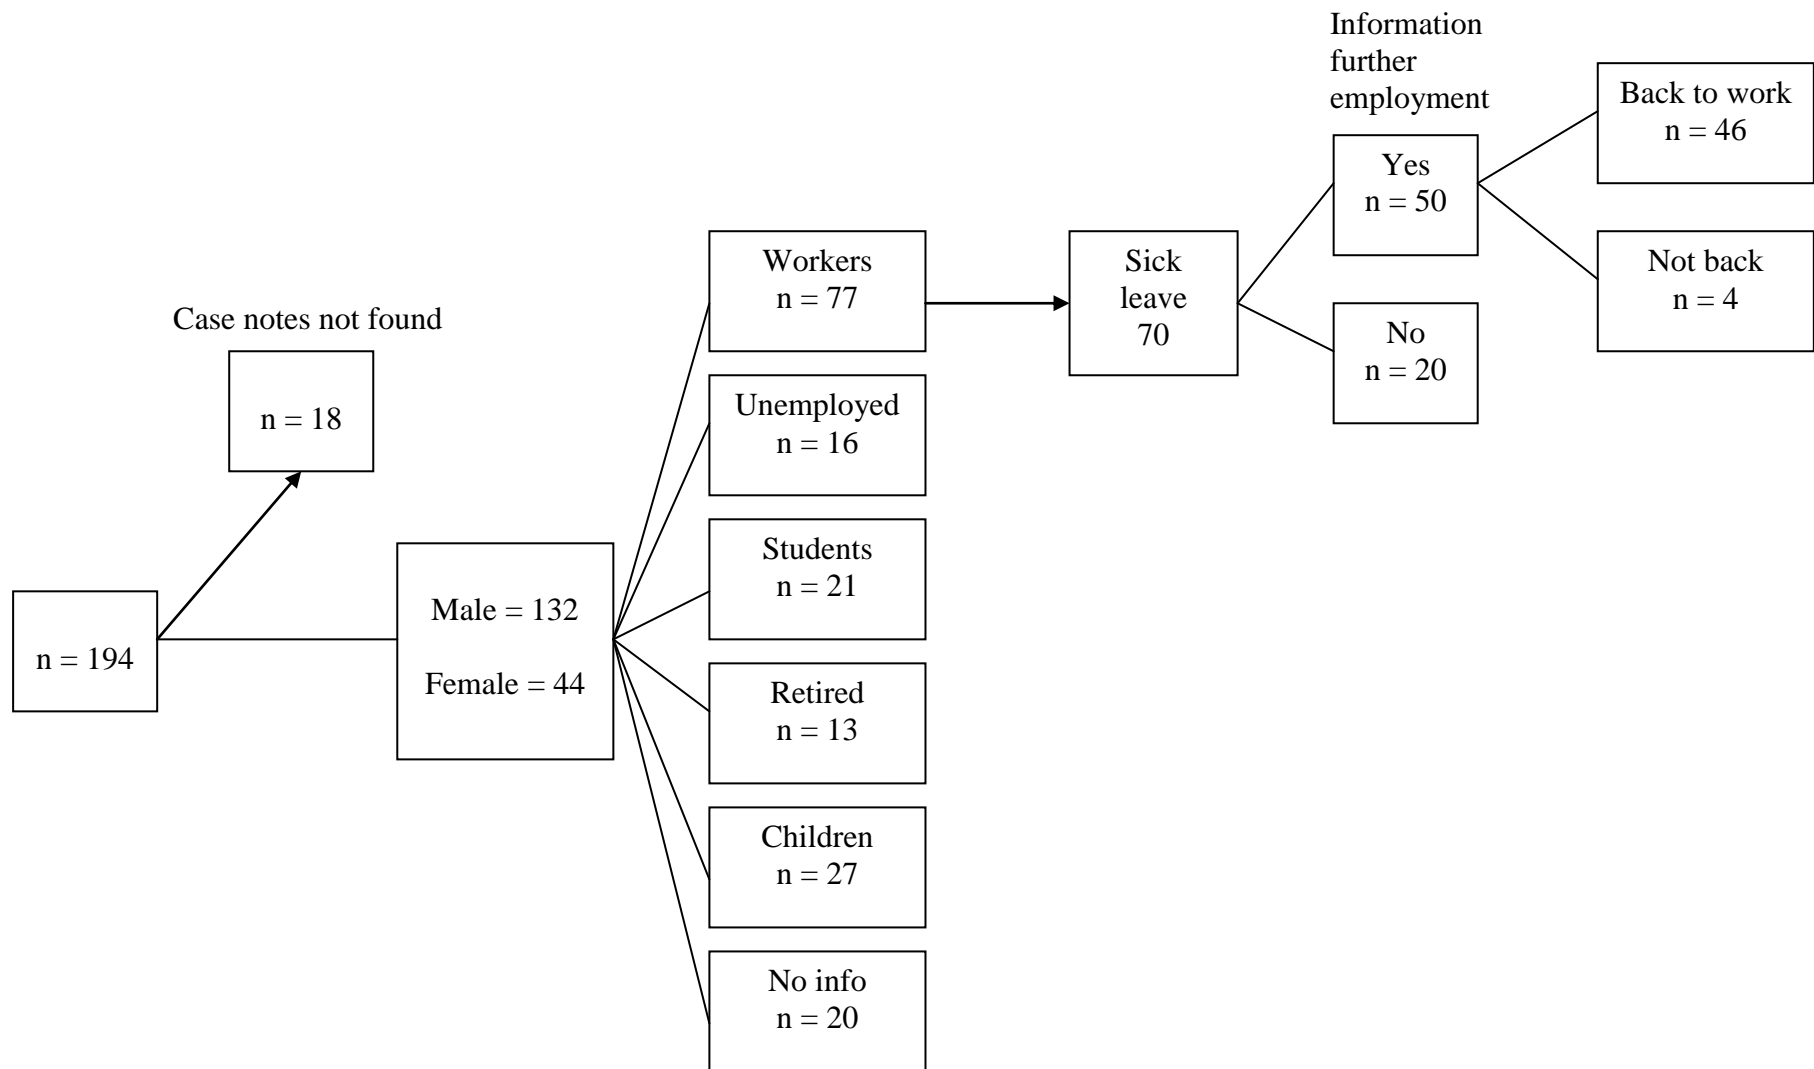 Case notes not found
n = 18
n = 194
Male = 132
Female = 44
Workers
n = 77
Unemployed
n = 16
Students
n = 21
Retired
n = 13
Children
n = 27
No info
n = 20
Sick
leave
70
Information
further
employment
Yes
n = 50
No
n = 20
Back to work
n = 46
Not back
n = 4